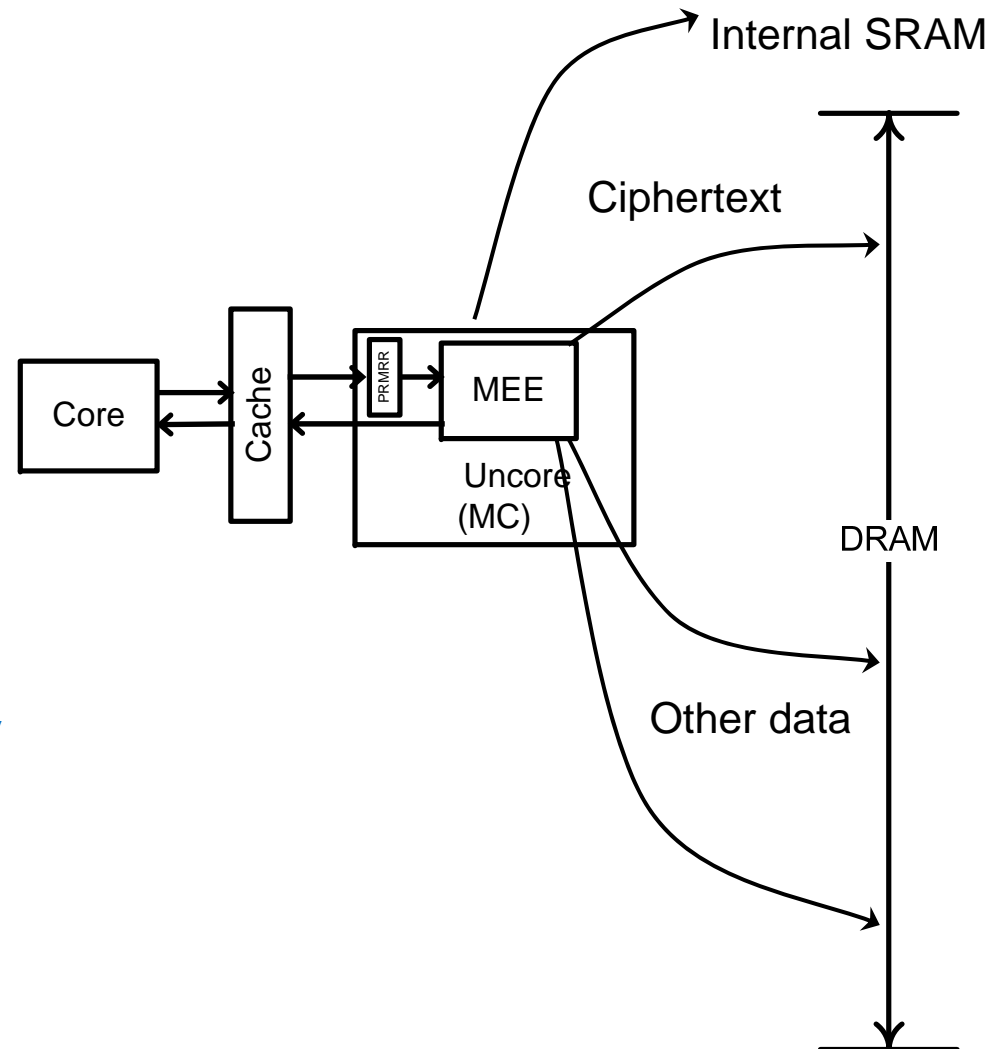 Internal SRAM
Ciphertext
Core
Cache
PRMRR
MEE
Uncore
(MC)
DRAM
Other data